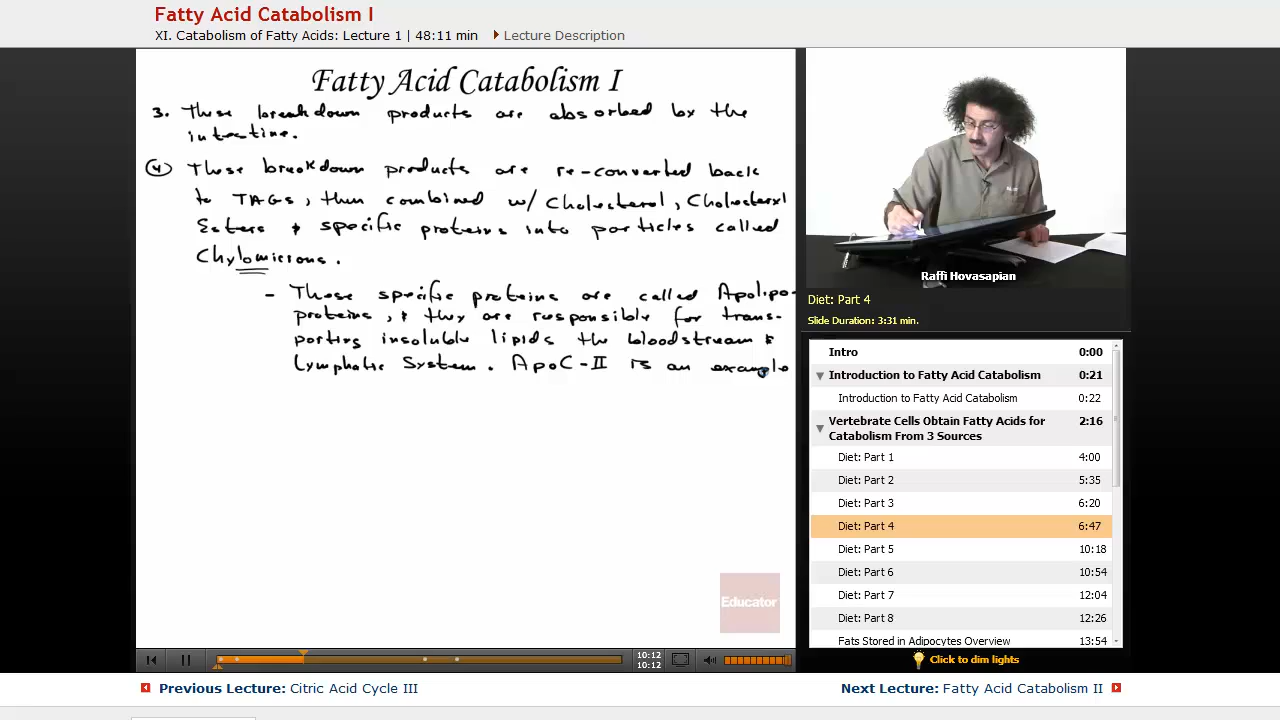 Fatty Acid Catabolism I
XI. Catabolism of Fatty Acids: Lecture 1 | 48:11 min Lecture Description
Fatty Acid Catabolism I
3. These breakdown products are absorbed by the
intestine.
4 These breakdown products are re-converted back
to TAGs, then combined w/ Cholesterol, Cholesteryl
Esters & specific proteins into particles called
Chylomicrons.
- These specific proteins are called Apolipo-
proteins, & they are responsible for trans-
porting insoluble lipids the bloodstream &
Lymphatic System. ApoC-II is an example
Educator
Raffi Hovasapian
Diet: Part 4
Slide Duration: 3:31 min.
Intro 0:00
Introduction to Fatty Acid Catabolism 0:21
Introduction to Fatty Acid Catabolism 0:22
Vertebrate Cells Obtain Fatty Acids for 2:16
Catabolism From 3 Sources
Diet: Part 1 4:00
Diet: Part 2 5:35
Diet: Part 3 6:20
Diet: Part 4 6:47
Diet: Part 5 10:18
Diet: Part 6 10:54
Diet: Part 7 12:04
Diet: Part 8 12:26
Fats Stored in Adipocytes Overview 13:54
10:12
10:12
Click to dim lights
Previous Lecture: Citric Acid Cycle III
Next Lecture: Fatty Acid Catabolism II